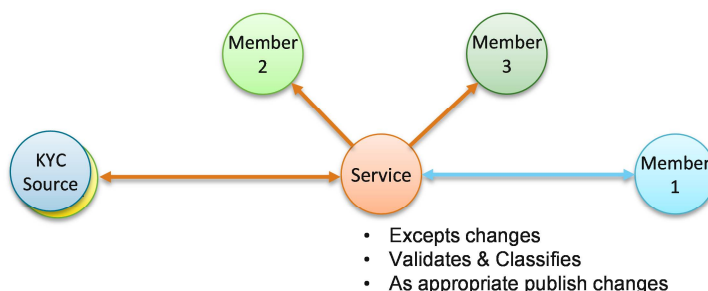 Member
2
Member
3
KYC
Source
Service
Member
1
• Excepts changes
• Validates & Classifies
• As appropriate publish changes